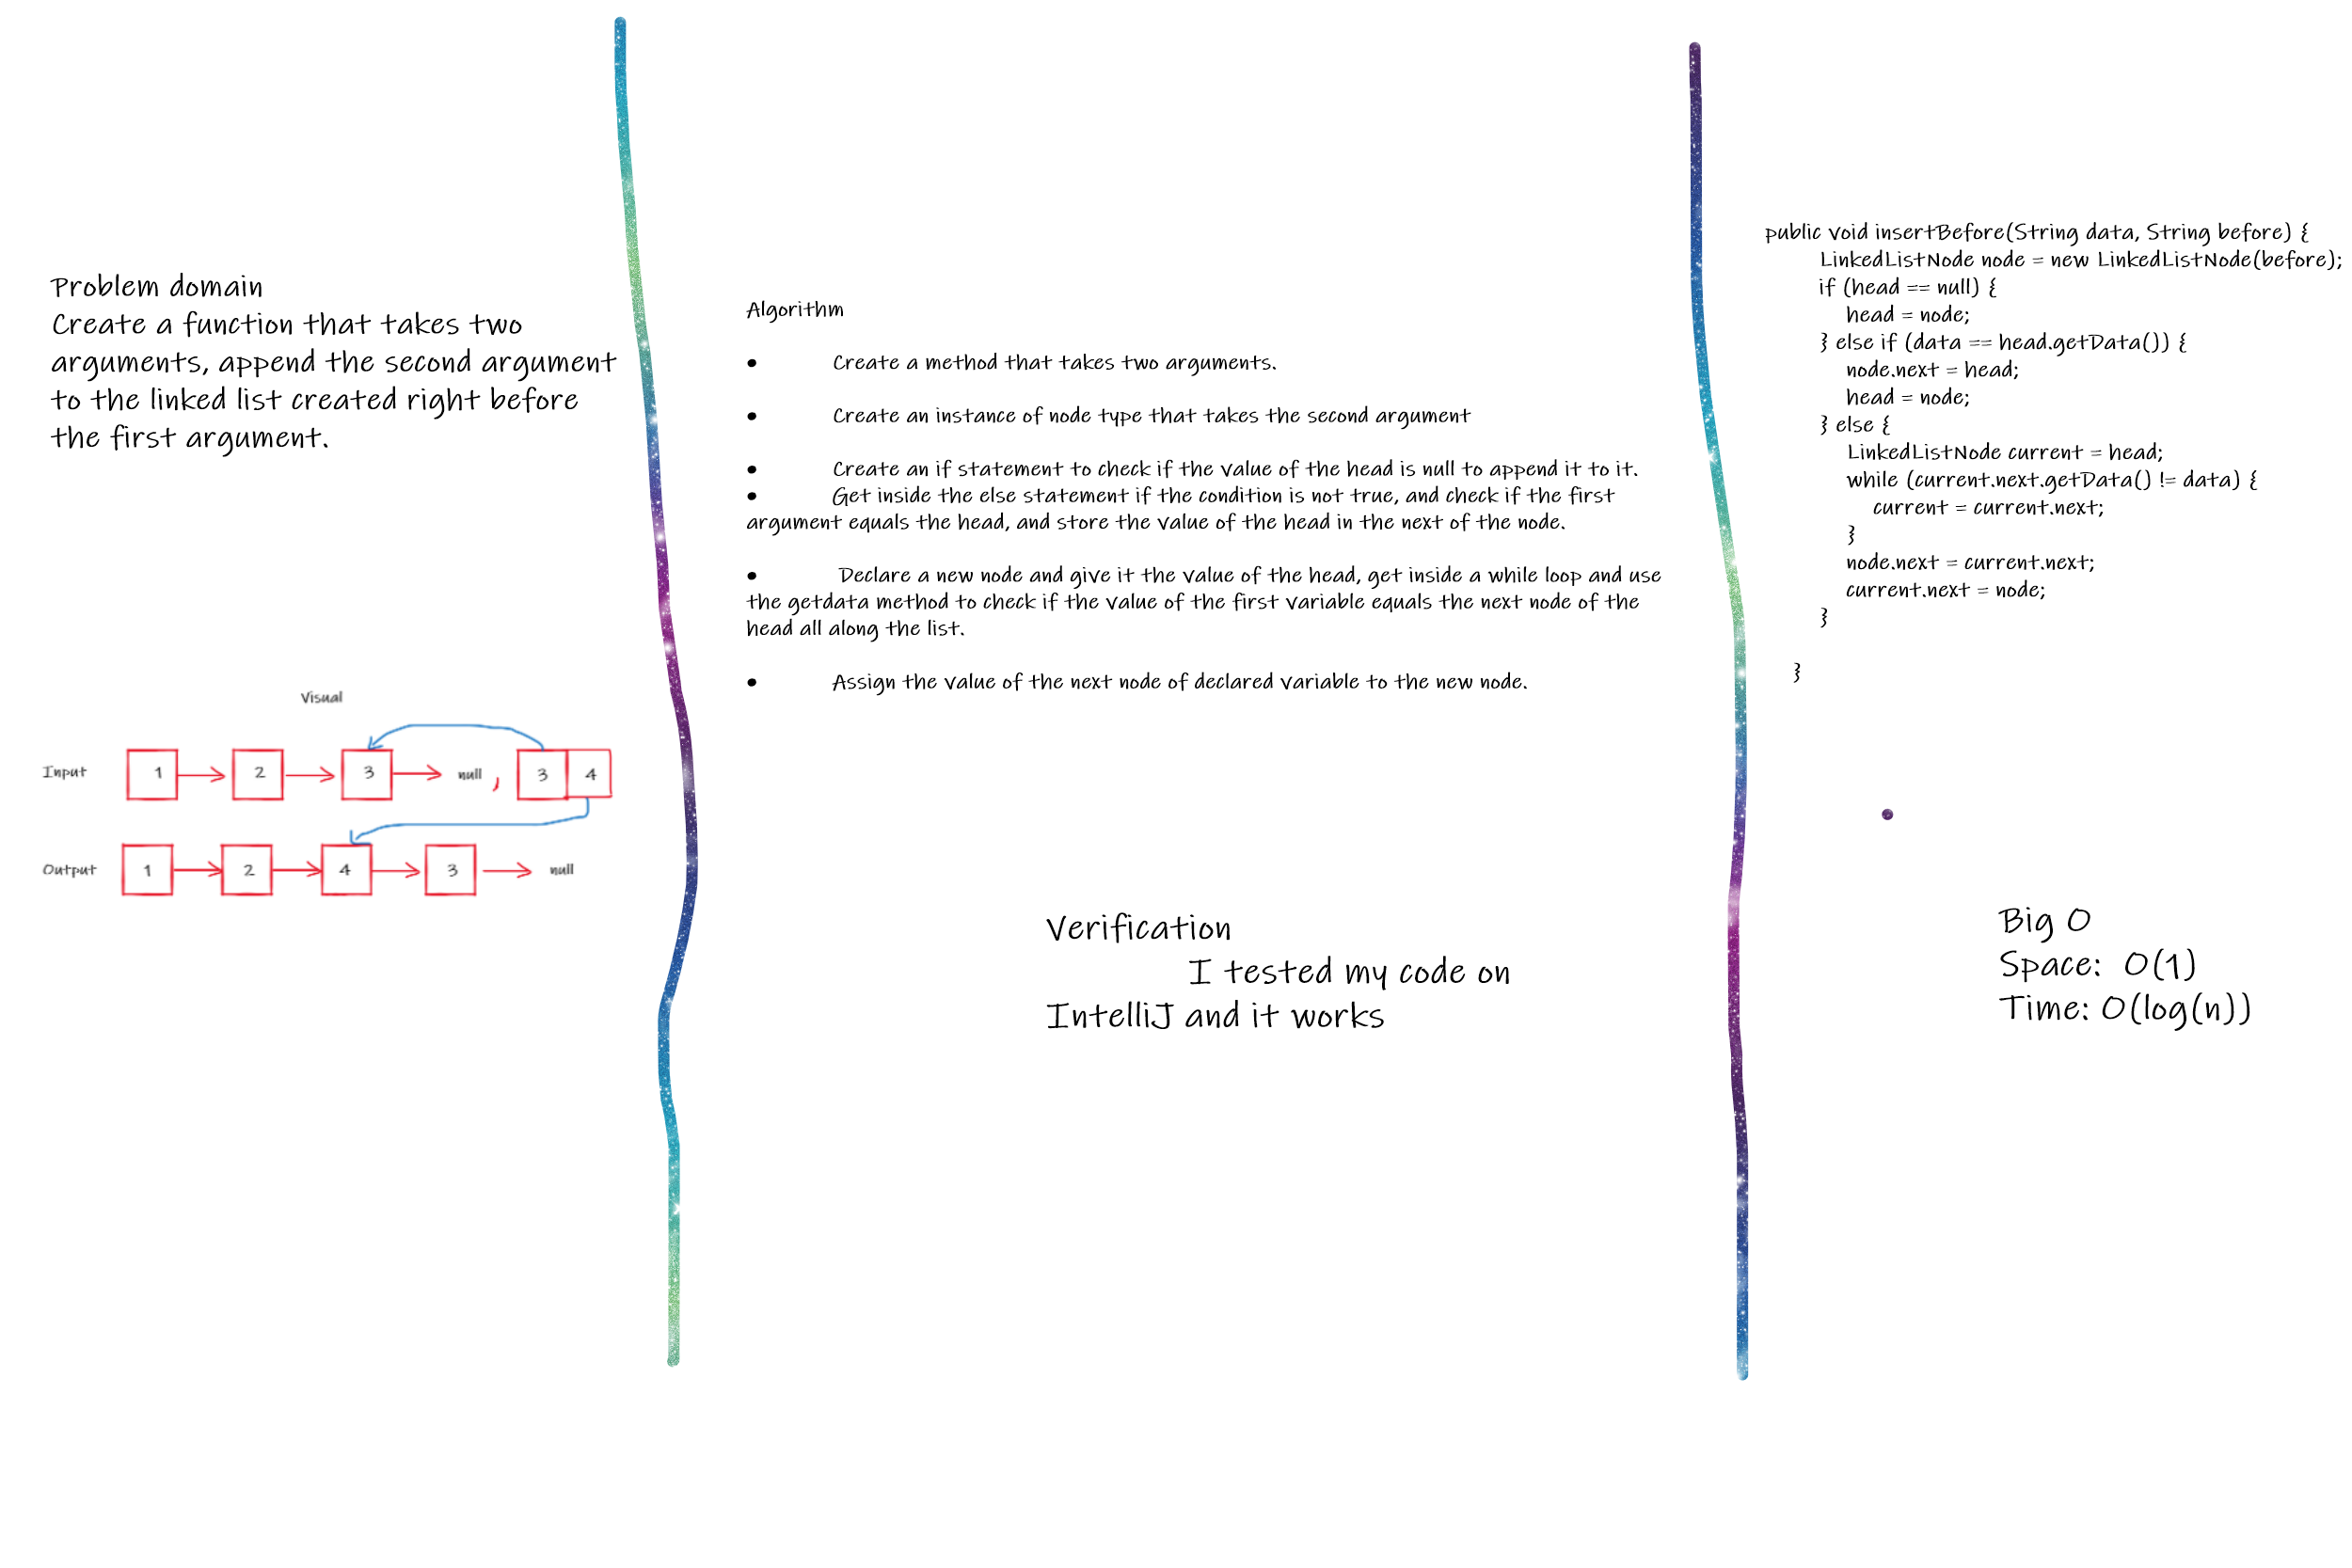 Problem domain
Create a function that takes two
arguments, append the second argument
to the linked list created right before
the first argument.
Visual
Input 1 2 3 null , 3 4
Output 1 2 4 3 null
Algorithm
• Create a method that takes two arguments.
• Create an instance of node type that takes the second argument
• Create an if statement to check if the value of the head is null to append it to it.
• Get inside the else statement if the condition is not true, and check if the first
argument equals the head, and store the value of the head in the next of the node.
• Declare a new node and give it the value of the head, get inside a while loop and use
the getdata method to check if the value of the first variable equals the next node of the
head all along the list.
• Assign the value of the next node of declared variable to the new node.
Verification
I tested my code on
IntelliJ and it works
public void insertBefore(String data, String before) {
LinkedListNode node = new LinkedListNode(before);
if (head == null) {
head = node;
} else if (data == head.getData()) {
node.next = head;
head = node;
} else {
LinkedListNode current = head;
while (current.next.getData() != data) {
current = current.next;
}
node.next = current.next;
current.next = node;
}
}
Big O
Space: O(1)
Time: O(log(n))